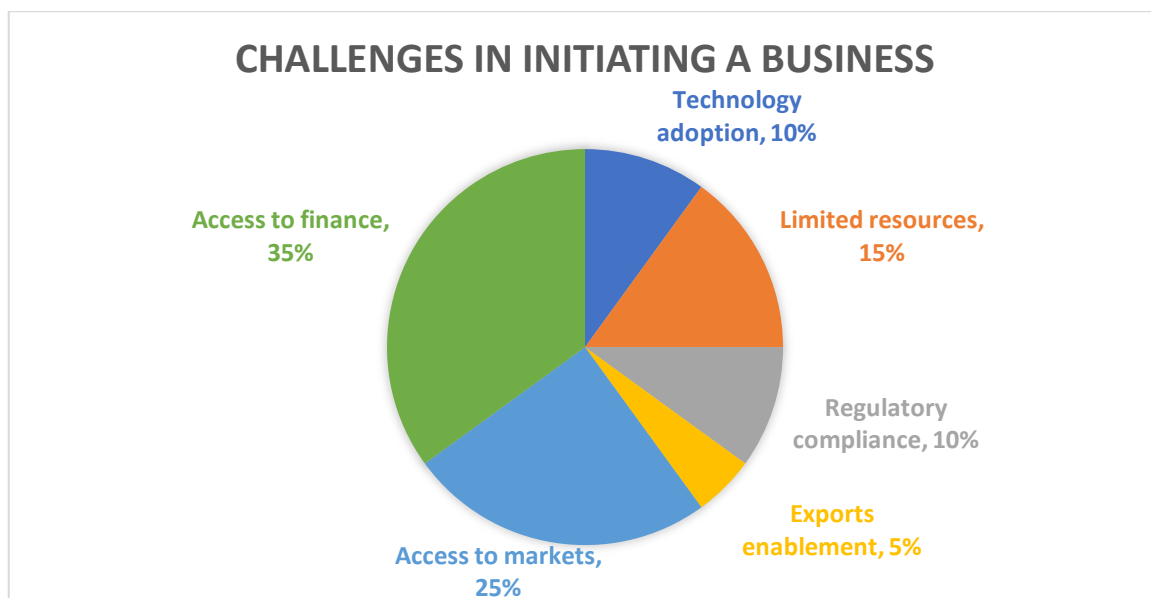 CHALLENGES IN INITIATING A BUSINESS
Technology
adoption, 10%
Access to finance,
35%
Limited resources,
15%
Regulatory
compliance, 10%
Exports
enablement, 5%
Access to markets,
25%